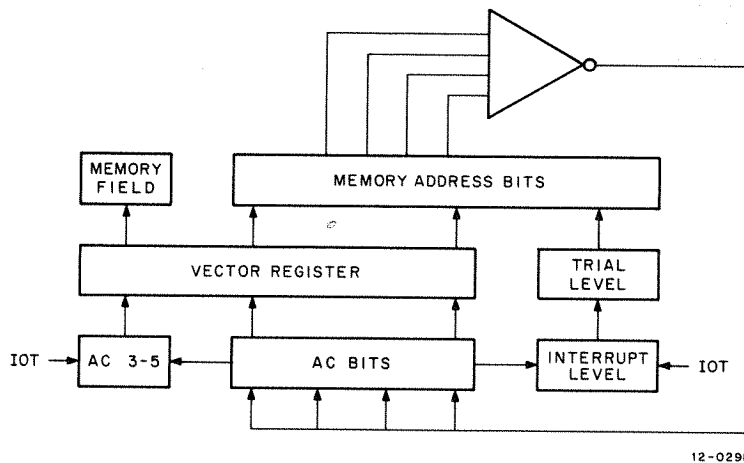 MEMORY
FIELD
MEMORY ADDRESS BITS
VECTOR REGISTER
TRIAL
LEVEL
IOT
AC 3-5
AC BITS
INTERRUPT
LEVEL
IOT